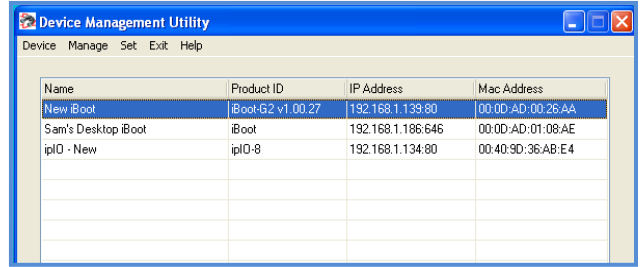 Device Management Utility
Device Manage Set Exit Help
Name Product ID IP Address Mac Address
New iBoot iBoot-G2 v1.00.27 192.168.1.139:80 00:0D:AD:00:26:AA
Sam's Desktop iBoot iBoot 192.168.1.186:646 00:0D:AD:01:08:AE
ipIO - New ipIO-8 192.168.1.134:80 00:40:9D:36:AB:E4